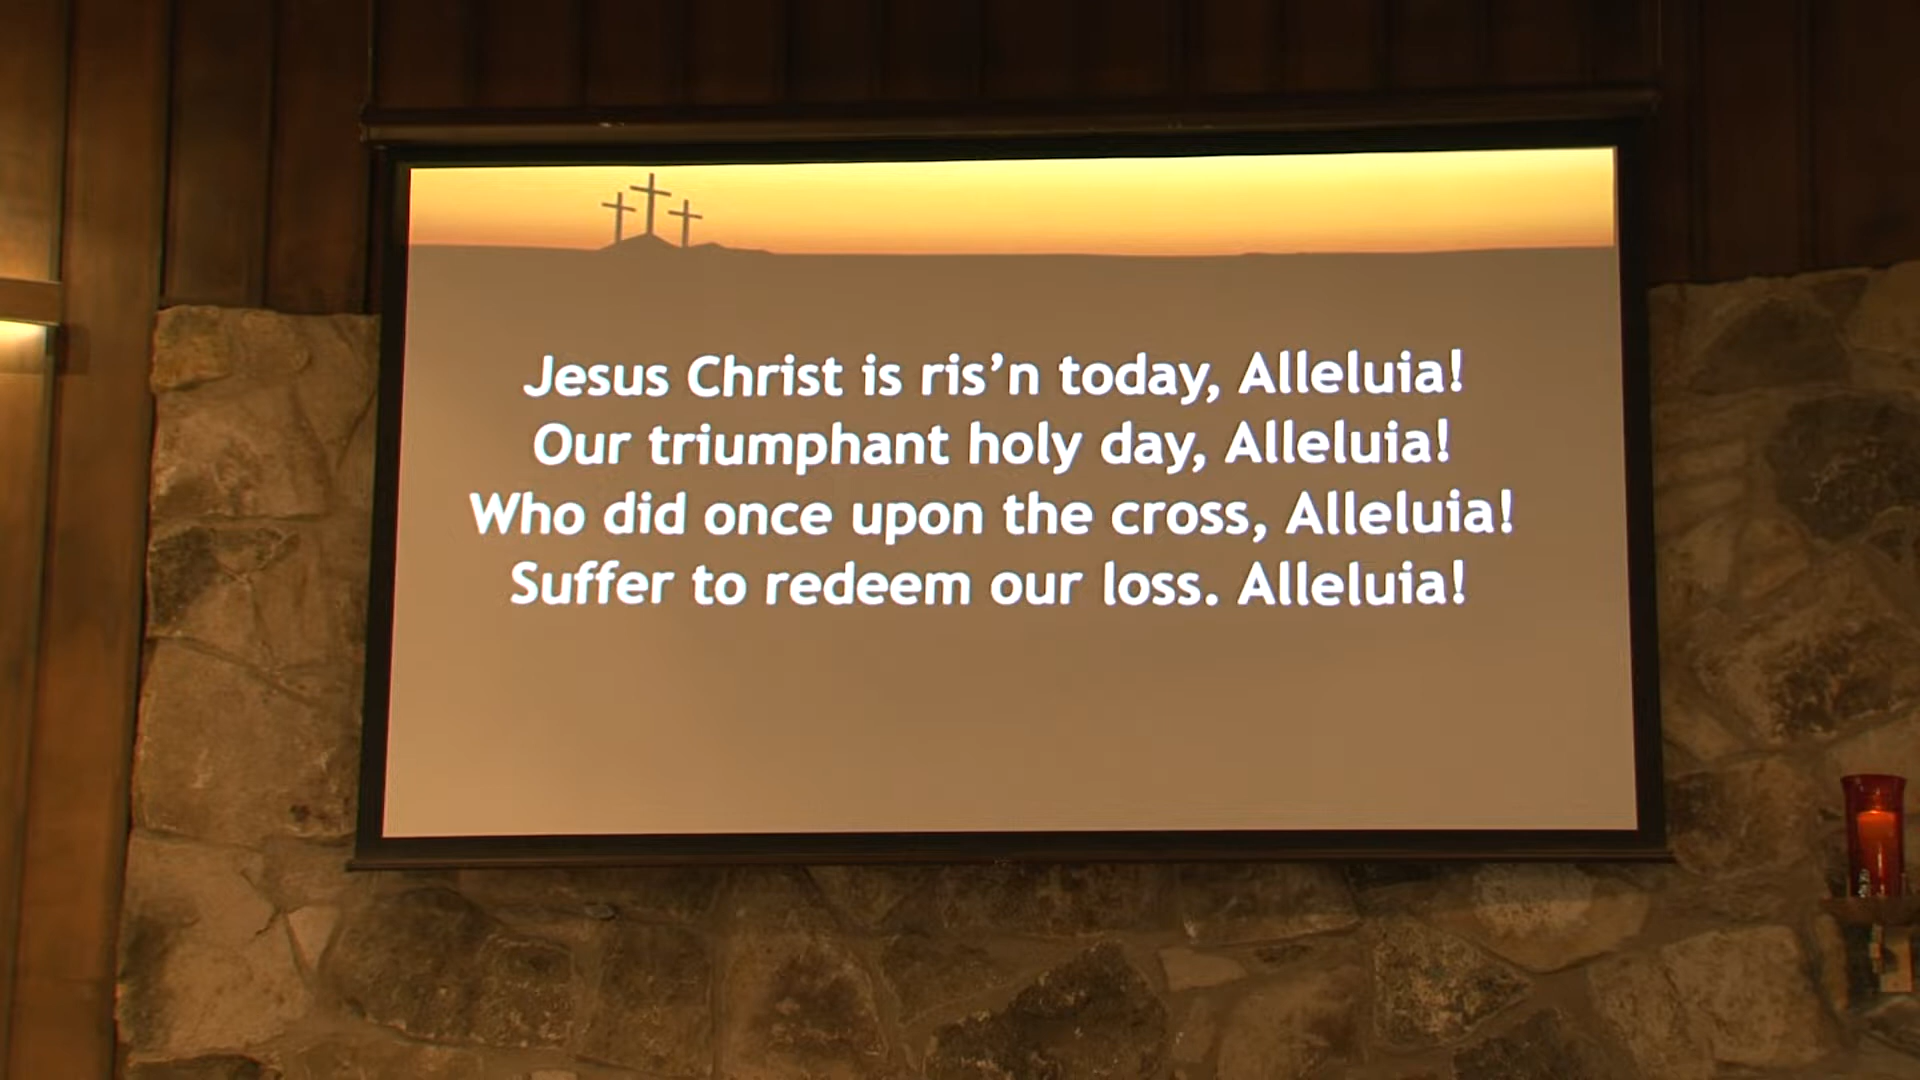 Jesus Christ is ris’n today, Alleluia!
Our triumphant holy day, Alleluia!
Who did once upon the cross, Alleluia!
Suffer to redeem our loss. Alleluia!